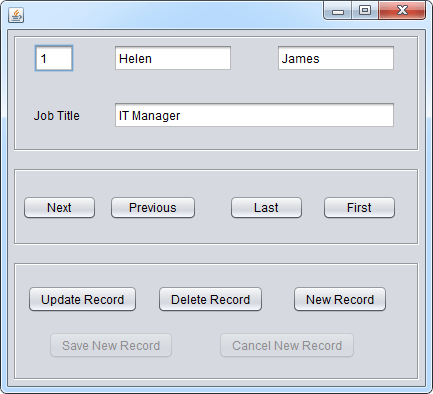 1 Helen James
Job Title IT Manager
Next Previous Last First
Update Record Delete Record New Record
Save New Record Cancel New Record